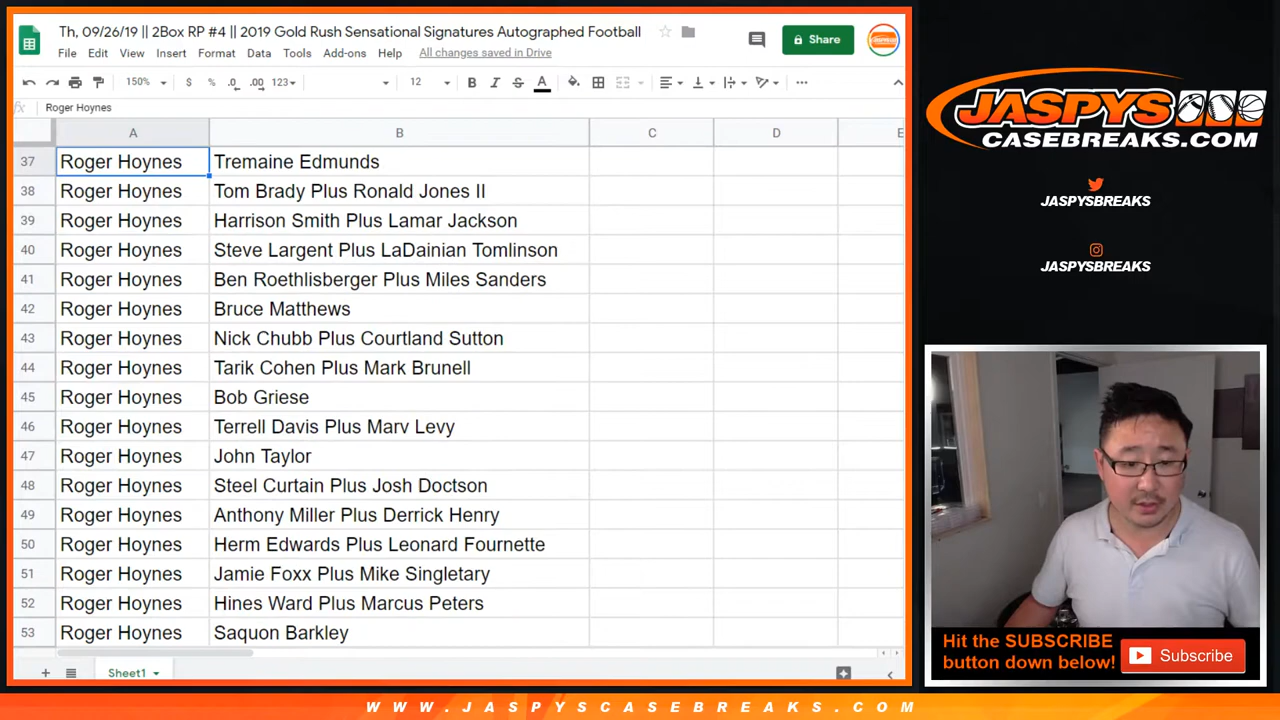 Th, 09/26/19 || 2Box RP #4 || 2019 Gold Rush Sensational Signatures Autographed Football
File Edit View Insert Format Data Tools Add-ons Help All changes saved in Drive
Share
150% $ % .0 .00 123 12 B I S A
fx Roger Hoynes
A B C D E
37 Roger Hoynes Tremaine Edmunds
38 Roger Hoynes Tom Brady Plus Ronald Jones II
39 Roger Hoynes Harrison Smith Plus Lamar Jackson
40 Roger Hoynes Steve Largent Plus LaDainian Tomlinson
41 Roger Hoynes Ben Roethlisberger Plus Miles Sanders
42 Roger Hoynes Bruce Matthews
43 Roger Hoynes Nick Chubb Plus Courtland Sutton
44 Roger Hoynes Tarik Cohen Plus Mark Brunell
45 Roger Hoynes Bob Griese
46 Roger Hoynes Terrell Davis Plus Marv Levy
47 Roger Hoynes John Taylor
48 Roger Hoynes Steel Curtain Plus Josh Doctson
49 Roger Hoynes Anthony Miller Plus Derrick Henry
50 Roger Hoynes Herm Edwards Plus Leonard Fournette
51 Roger Hoynes Jamie Foxx Plus Mike Singletary
52 Roger Hoynes Hines Ward Plus Marcus Peters
53 Roger Hoynes Saquon Barkley
Sheet1
JASPYS
CASEBREAKS.COM
JASPYSBREAKS
JASPYSBREAKS
Hit the SUBSCRIBE
button down below!
Subscribe
WWW.JASPYSCASEBREAKS.COM